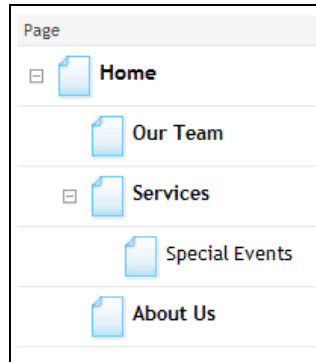 Page
Home
Our Team
Services
Special Events
About Us